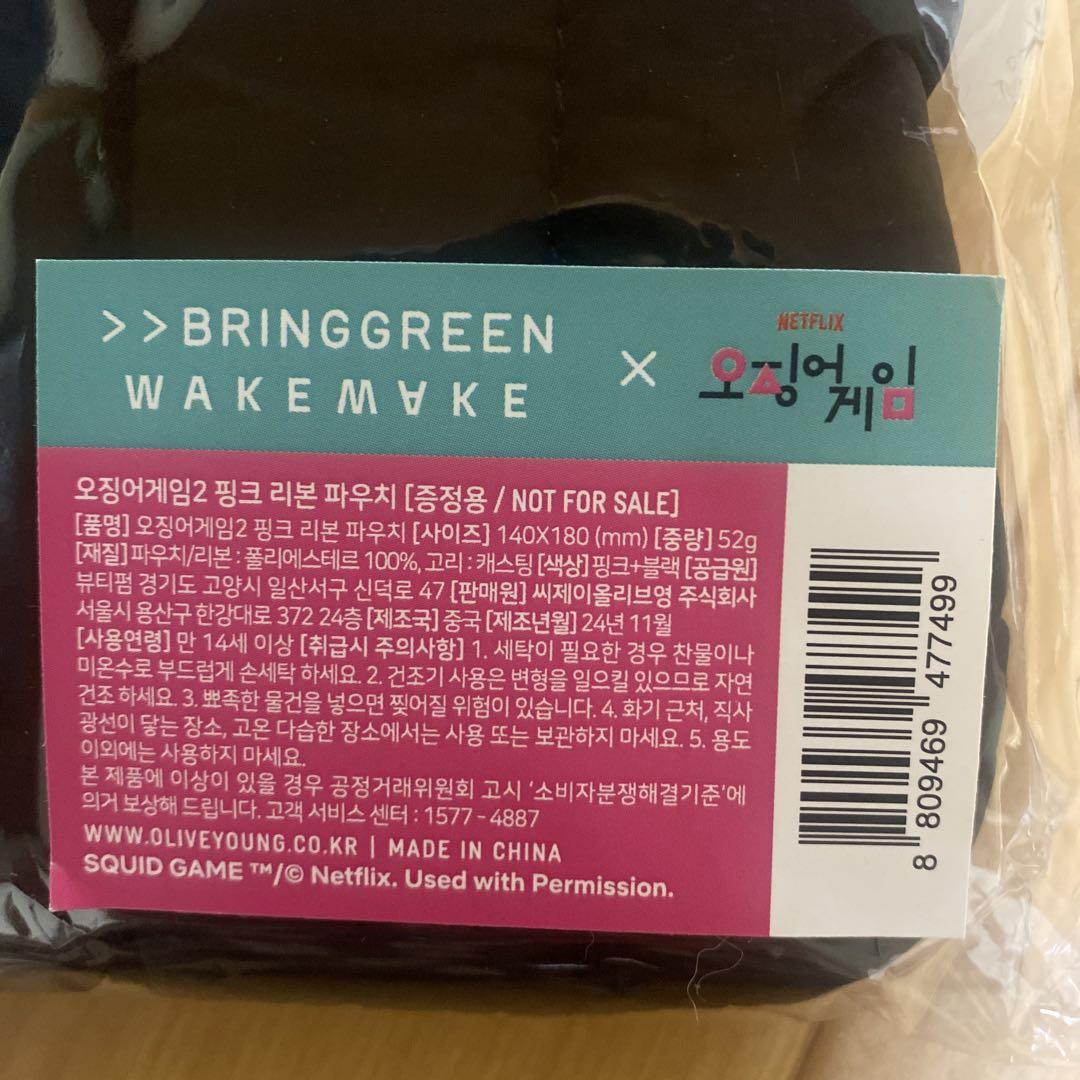 >>BRINGGREEN
WAKEMAKE
×
NETFLIX
오징어게임
오징어게임2 핑크 리본 파우치 [증정용 / NOT FOR SALE]
[품명] 오징어게임2 핑크 리본 파우치 [사이즈] 140X180 (mm) [중량] 52g
[재질] 파우치/리본 : 폴리에스테르 100%, 고리 : 캐스팅 [색상] 핑크+블랙 [공급원]
뷰티펌 경기도 고양시 일산서구 신덕로 47 [판매원] 씨제이올리브영 주식회사
서울시 용산구 한강대로 372 24층 [제조국] 중국 [제조년월] 24년 11월
[사용연령] 만 14세 이상 [취급시 주의사항] 1. 세탁이 필요한 경우 찬물이나
미온수로 부드럽게 손세탁 하세요. 2. 건조기 사용은 변형을 일으킬 있으므로 자연
건조 하세요. 3. 뾰족한 물건을 넣으면 찢어질 위험이 있습니다. 4. 화기 근처, 직사
광선이 닿는 장소, 고온 다습한 장소에서는 사용 또는 보관하지 마세요. 5. 용도
이외에는 사용하지 마세요.
본 제품에 이상이 있을 경우 공정거래위원회 고시 '소비자분쟁해결기준'에
의거 보상해 드립니다. 고객 서비스 센터 : 1577-4887
WWW.OLIVEYOUNG.CO.KR | MADE IN CHINA
SQUID GAME ™/© Netflix. Used with Permission.
8 809469 477499